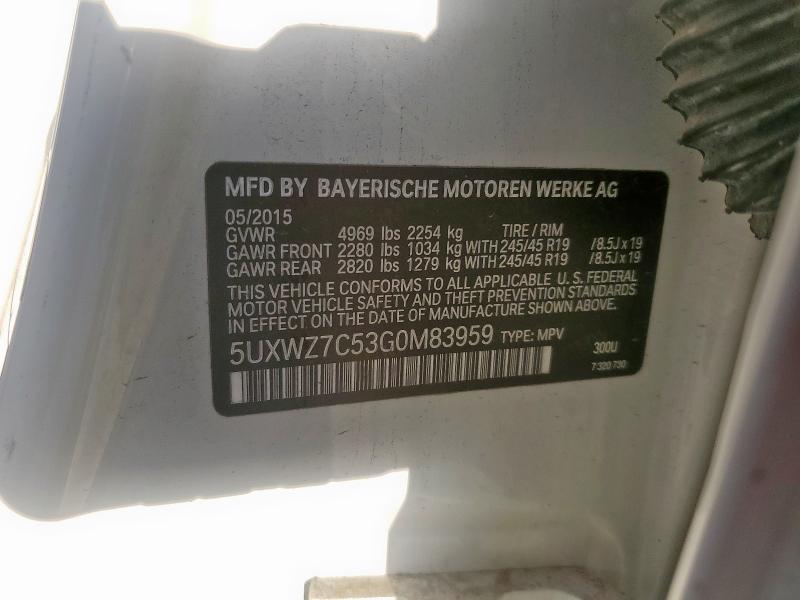 MFD BY BAYERISCHE MOTOREN WERKE AG
05/2015
GVWR 4969 lbs 2254 kg TIRE / RIM
GAWR FRONT 2280 lbs 1034 kg WITH 245/45 R19 /8.5J x 19
GAWR REAR 2820 lbs 1279 kg WITH 245/45 R19 /8.5J x 19
THIS VEHICLE CONFORMS TO ALL APPLICABLE U.S. FEDERAL
MOTOR VEHICLE SAFETY AND THEFT PREVENTION STANDARDS
IN EFFECT ON THE DATE OF MANUFACTURE SHOWN ABOVE.
5UXWZ7C53G0M83959 TYPE: MPV 300U
7 320 730